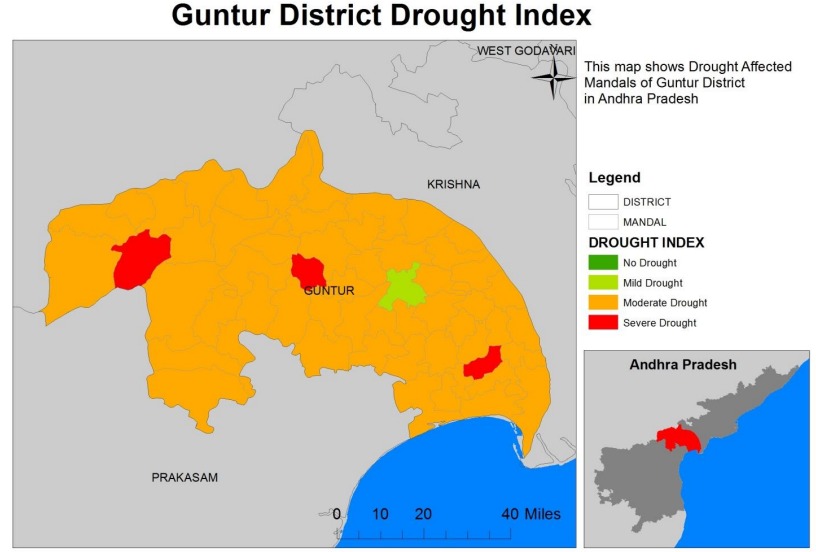 Guntur District Drought Index
WEST GODAVARI
This map shows Drought Affected
Mandals of Guntur District
in Andhra Pradesh
KRISHNA
Legend
DISTRICT
MANDAL
DROUGHT INDEX
No Drought
Mild Drought
Moderate Drought
Severe Drought
GUNTUR
Andhra Pradesh
PRAKASAM
0 10 20 40 Miles